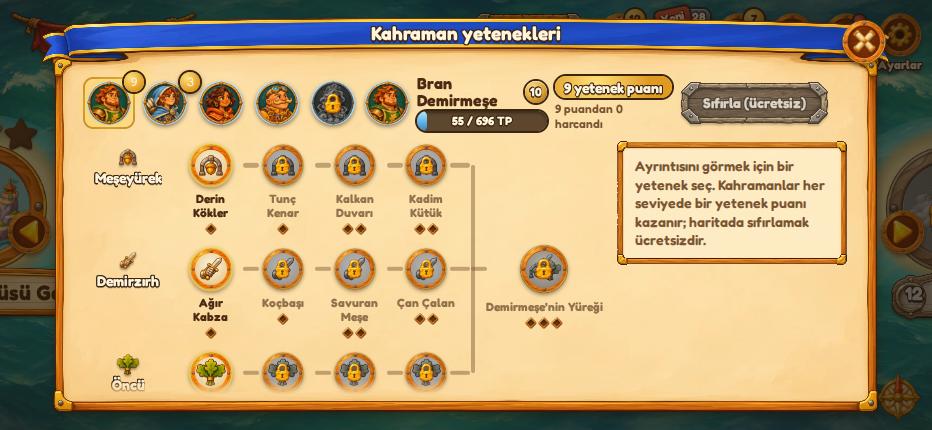 Kahraman yetenekleri
Ayarlar
9
3
Bran
Demirmeşe
10
9 yetenek puanı
55 / 696 TP
9 puandan 0
harcandı
Sıfırla (ücretsiz)
Ayrıntısını görmek için bir
yetenek seç. Kahramanlar her
seviyede bir yetenek puanı
kazanır; haritada sıfırlamak
ücretsizdir.
Meşeyürek
Derin
Kökler
Tunç
Kenar
Kalkan
Duvarı
Kadim
Kütük
Demirzırh
Ağır
Kabza
Koçbaşı
Savuran
Meşe
Çan Çalan
Demirmeşe'nin Yüreği
Öncü
12